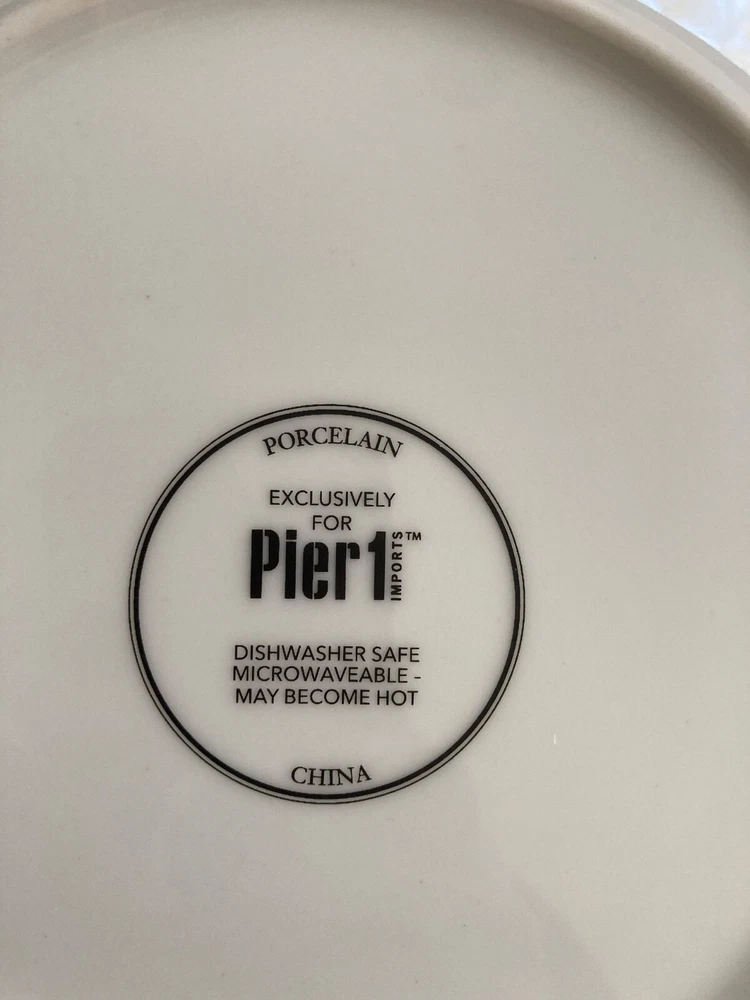 PORCELAIN
EXCLUSIVELY
FOR
Pier1 IMPORTS™
DISHWASHER SAFE
MICROWAVEABLE -
MAY BECOME HOT
CHINA